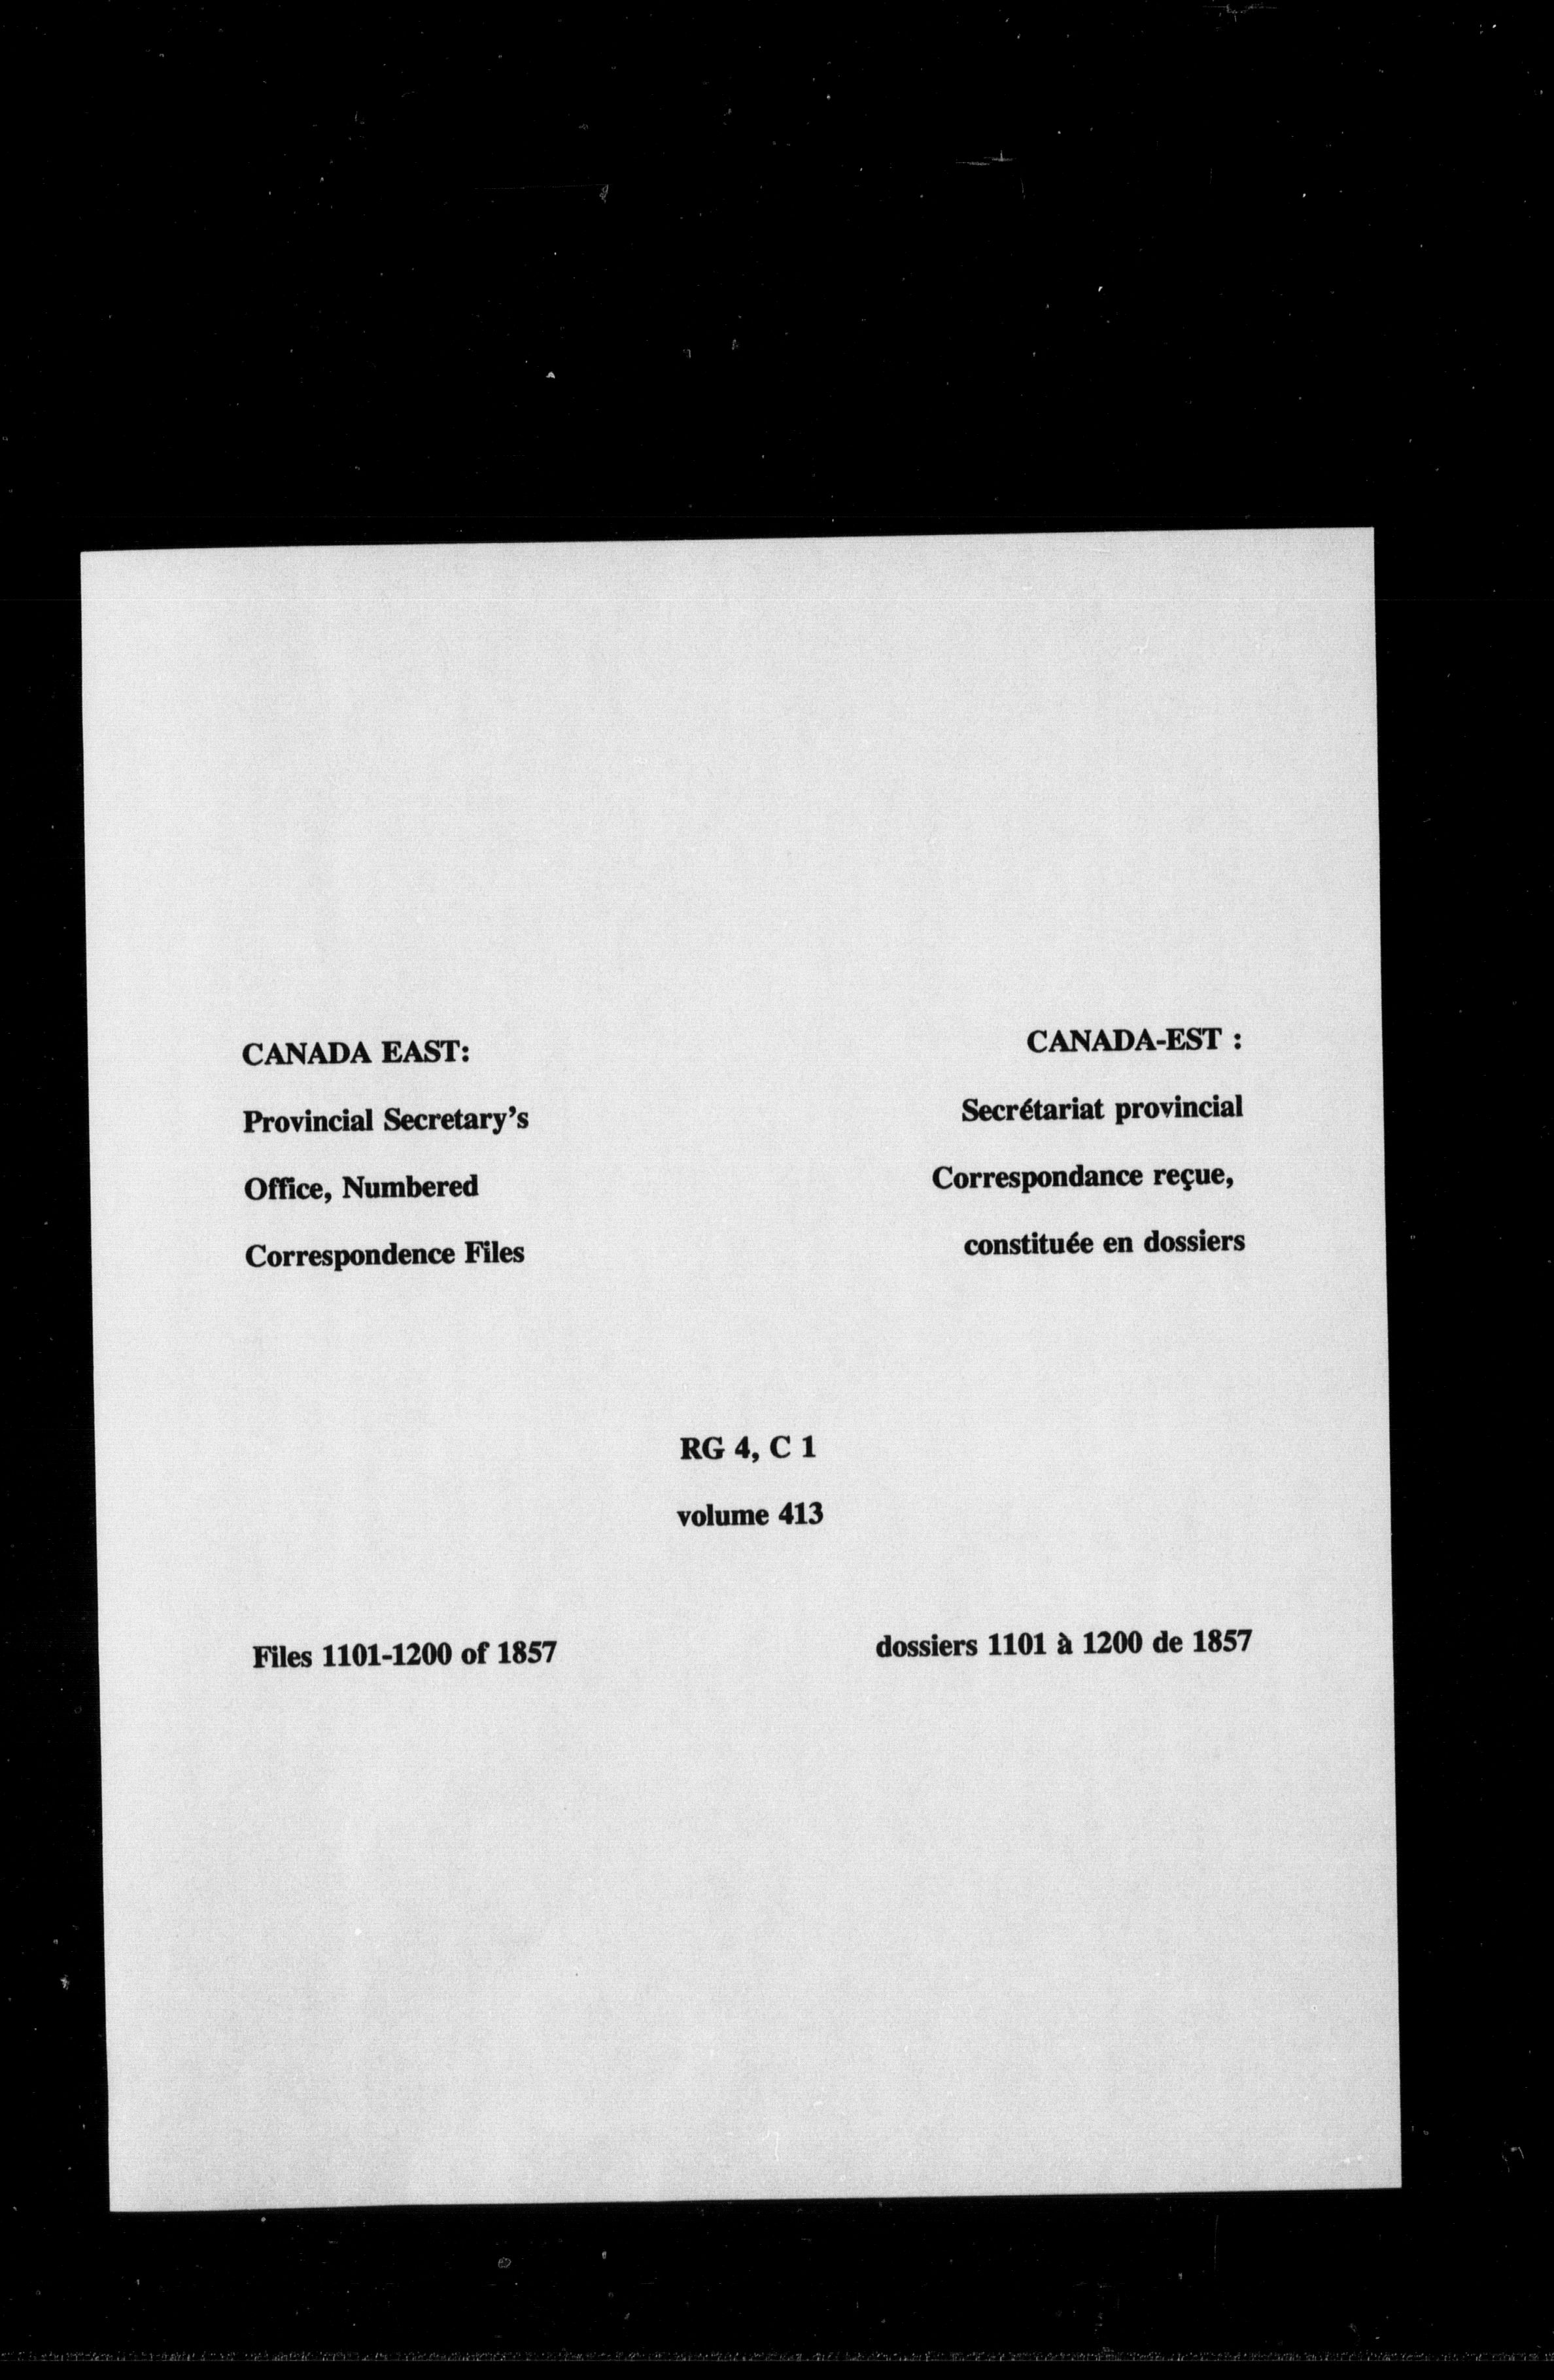 CANADA EAST:
Provincial Secretary's
Office, Numbered
Correspondence Files
CANADA-EST :
Secrétariat provincial
Correspondance reçue,
constituée en dossiers
RG 4, C 1
volume 413
Files 1101-1200 of 1857
dossiers 1101 à 1200 de 1857